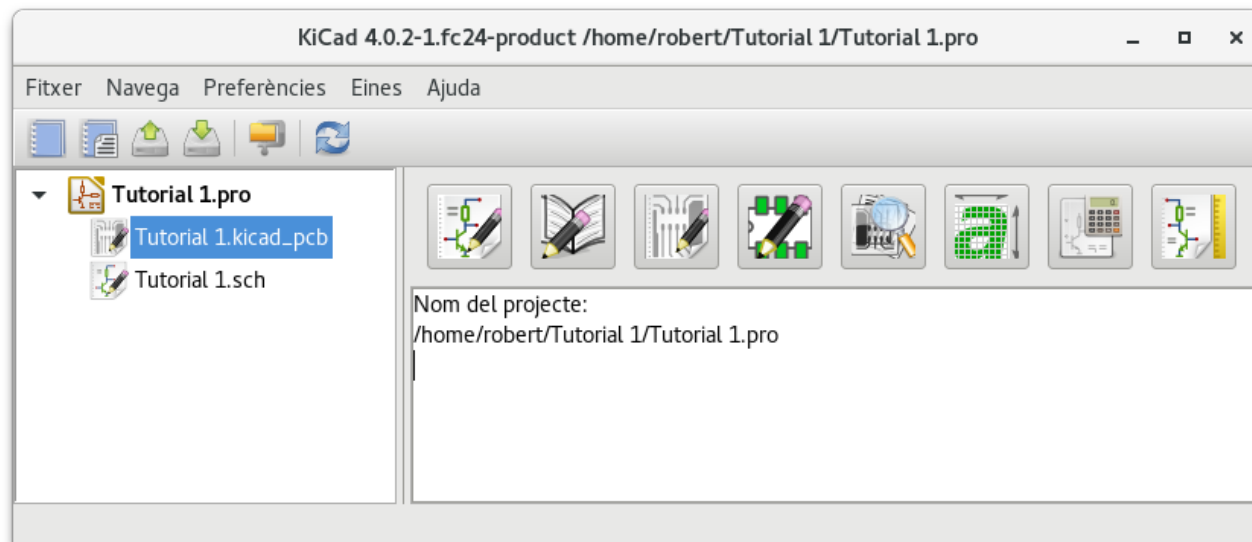 KiCad 4.0.2-1.fc24-product /home/robert/Tutorial 1/Tutorial 1.pro
Fitxer Navega Preferències Eines Ajuda
Tutorial 1.pro
Tutorial 1.kicad_pcb
Tutorial 1.sch
Nom del projecte:
/home/robert/Tutorial 1/Tutorial 1.pro